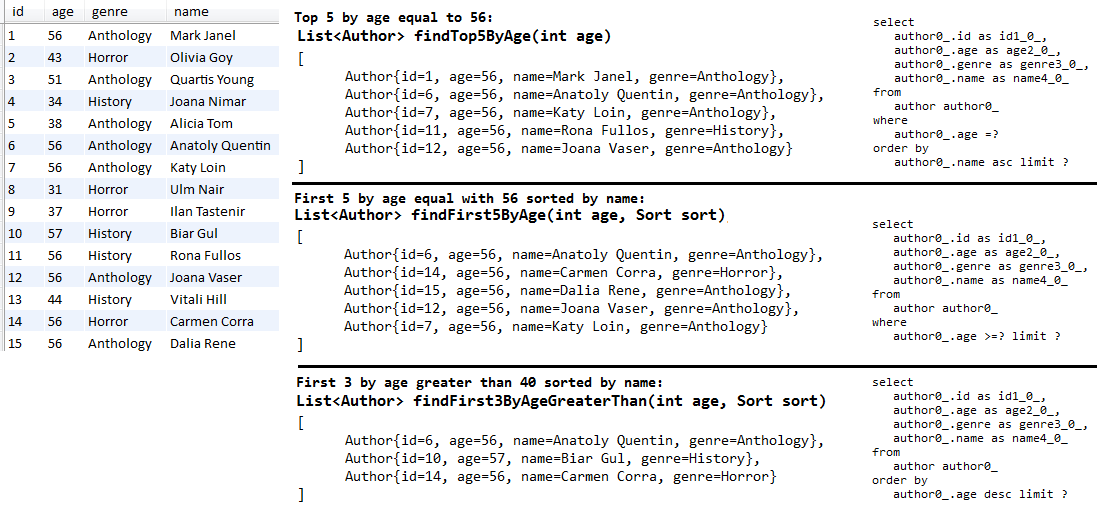 id age genre name
1 56 Anthology Mark Janel
2 43 Horror Olivia Goy
3 51 Anthology Quartis Young
4 34 History Joana Nimar
5 38 Anthology Alicia Tom
6 56 Anthology Anatoly Quentin
7 56 Anthology Katy Loin
8 31 Horror Ulm Nair
9 37 Horror Ilan Tastenir
10 57 History Biar Gul
11 56 History Rona Fullos
12 56 Anthology Joana Vaser
13 44 History Vitali Hill
14 56 Horror Carmen Corra
15 56 Anthology Dalia Rene
Top 5 by age equal to 56:
List<Author> findTop5ByAge(int age)
[
Author{id=1, age=56, name=Mark Janel, genre=Anthology},
Author{id=6, age=56, name=Anatoly Quentin, genre=Anthology},
Author{id=7, age=56, name=Katy Loin, genre=Anthology},
Author{id=11, age=56, name=Rona Fullos, genre=History},
Author{id=12, age=56, name=Joana Vaser, genre=Anthology}
]
select
author0_.id as id1_0_,
author0_.age as age2_0_,
author0_.genre as genre3_0_,
author0_.name as name4_0_
from
author author0_
where
author0_.age =?
order by
author0_.name asc limit ?
First 5 by age equal with 56 sorted by name:
List<Author> findFirst5ByAge(int age, Sort sort)
[
Author{id=6, age=56, name=Anatoly Quentin, genre=Anthology},
Author{id=14, age=56, name=Carmen Corra, genre=Horror},
Author{id=15, age=56, name=Dalia Rene, genre=Anthology},
Author{id=12, age=56, name=Joana Vaser, genre=Anthology},
Author{id=7, age=56, name=Katy Loin, genre=Anthology}
]
select
author0_.id as id1_0_,
author0_.age as age2_0_,
author0_.genre as genre3_0_,
author0_.name as name4_0_
from
author author0_
where
author0_.age >=? limit ?
First 3 by age greater than 40 sorted by name:
List<Author> findFirst3ByAgeGreaterThan(int age, Sort sort)
[
Author{id=6, age=56, name=Anatoly Quentin, genre=Anthology},
Author{id=10, age=57, name=Biar Gul, genre=History},
Author{id=14, age=56, name=Carmen Corra, genre=Horror}
]
select
author0_.id as id1_0_,
author0_.age as age2_0_,
author0_.genre as genre3_0_,
author0_.name as name4_0_
from
author author0_
order by
author0_.age desc limit ?